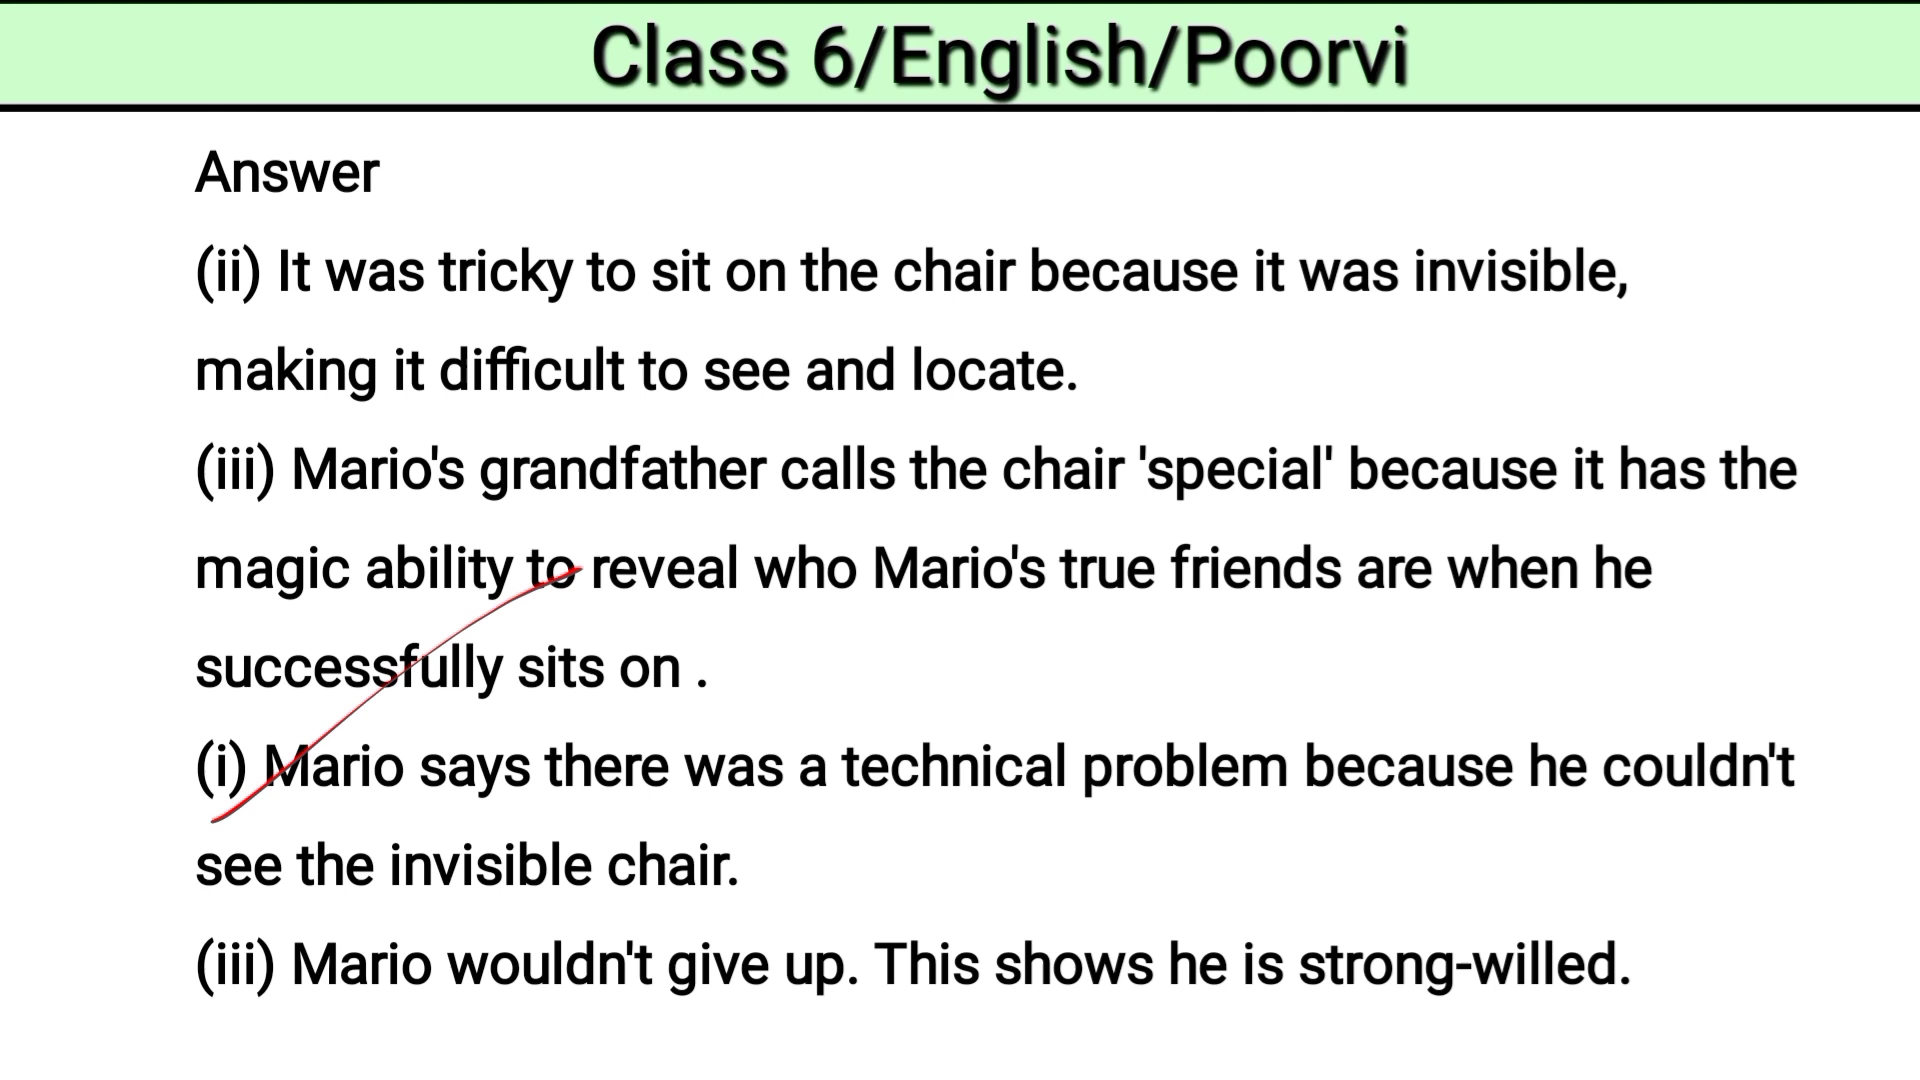 Class 6/English/Poorvi
Answer
(ii) It was tricky to sit on the chair because it was invisible,
making it difficult to see and locate.
(iii) Mario's grandfather calls the chair 'special' because it has the
magic ability to reveal who Mario's true friends are when he
successfully sits on .
(i) Mario says there was a technical problem because he couldn't
see the invisible chair.
(iii) Mario wouldn't give up. This shows he is strong-willed.